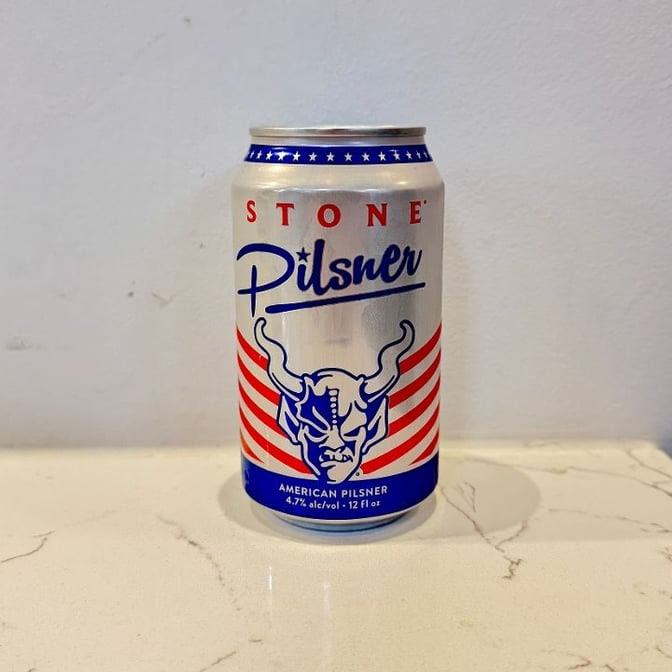 STONE
Pilsner
AMERICAN PILSNER
4.7% alc/vol • 12 fl oz